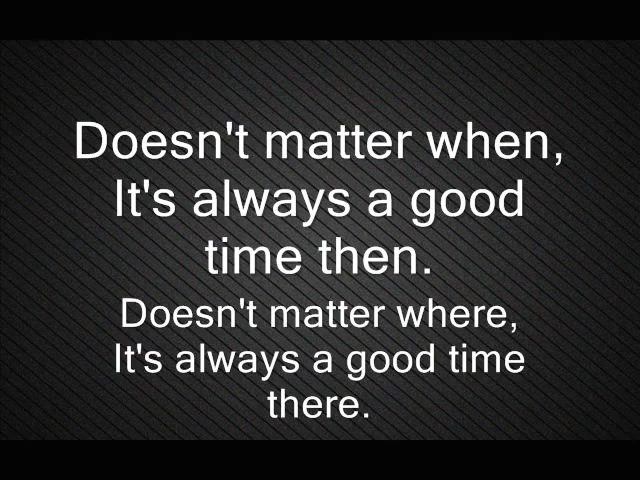 Doesn't matter when,
It's always a good
time then.
Doesn't matter where,
It's always a good time
there.